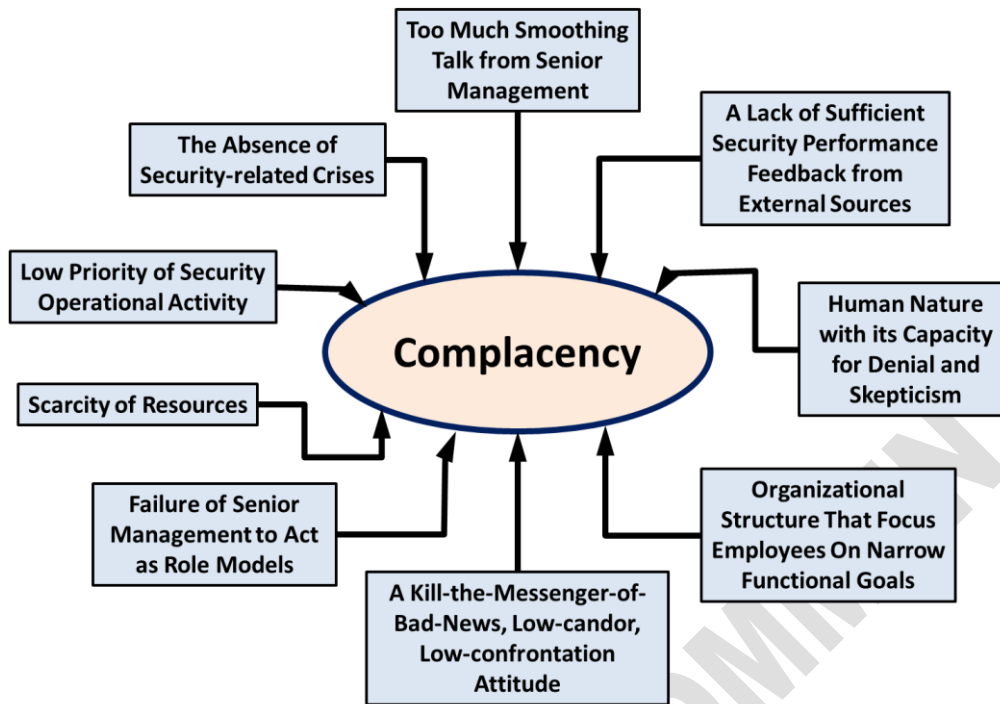 Too Much Smoothing
Talk from Senior
Management
A Lack of Sufficient
Security Performance
Feedback from
External Sources
The Absence of
Security-related Crises
Low Priority of Security
Operational Activity
Human Nature
with its Capacity
for Denial and
Skepticism
Complacency
Scarcity of Resources
Failure of Senior
Management to Act
as Role Models
Organizational
Structure That Focus
Employees On Narrow
Functional Goals
A Kill-the-Messenger-of-
Bad-News, Low-candor,
Low-confrontation
Attitude